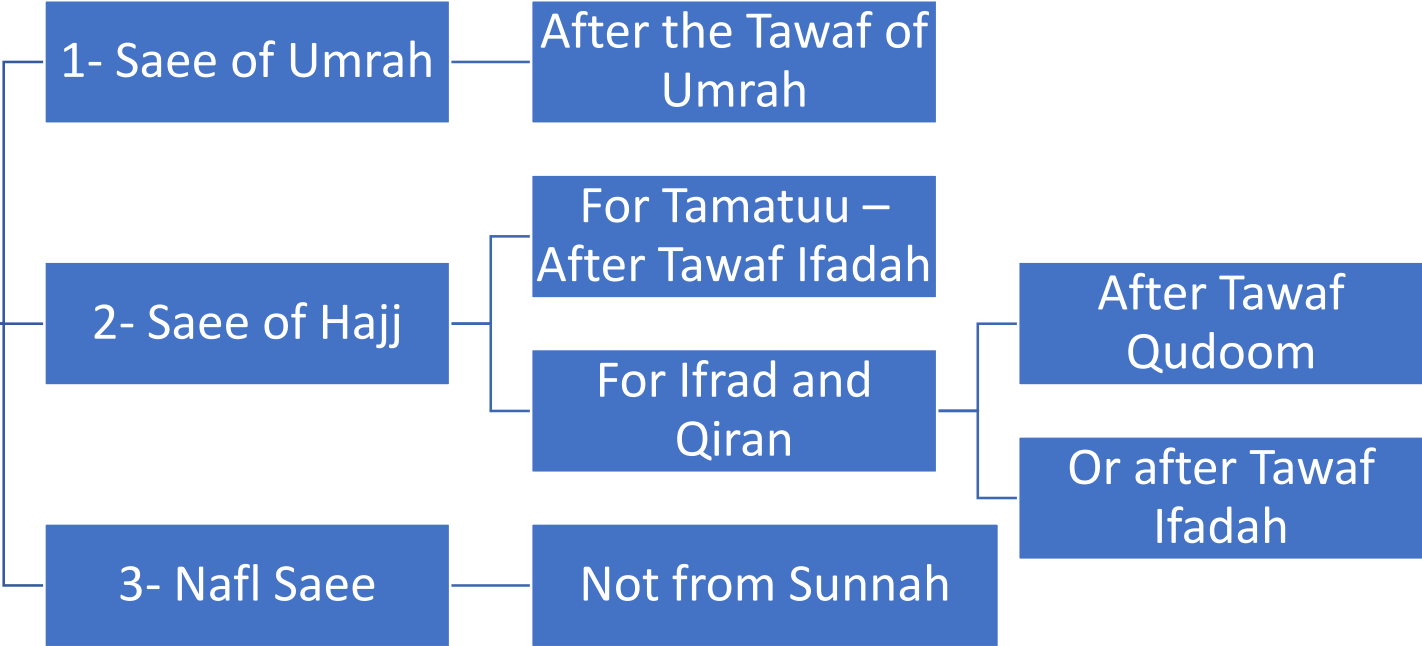 1- Saee of Umrah
After the Tawaf of
Umrah
2- Saee of Hajj
For Tamatuu –
After Tawaf Ifadah
For Ifrad and
Qiran
After Tawaf
Qudoom
Or after Tawaf
Ifadah
3- Nafl Saee
Not from Sunnah